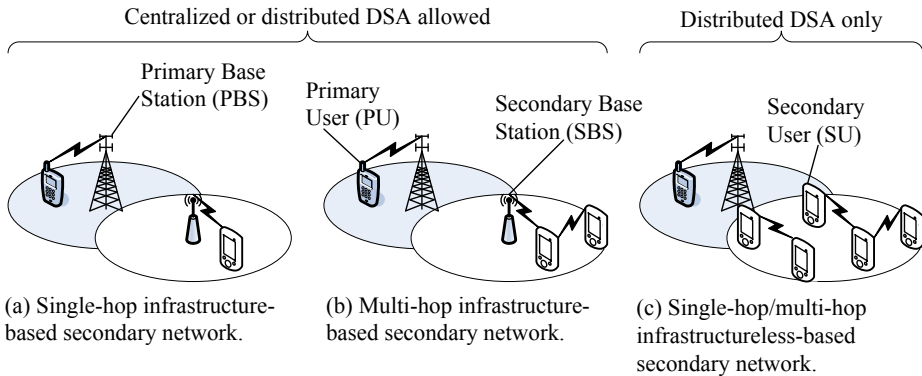 Centralized or distributed DSA allowed
Distributed DSA only
Primary Base
Station (PBS)
Primary
User (PU)
Secondary Base
Station (SBS)
Secondary
User (SU)
(a) Single-hop infrastructure-
based secondary network.
(b) Multi-hop infrastructure-
based secondary network.
(c) Single-hop/multi-hop
infrastructureless-based
secondary network.